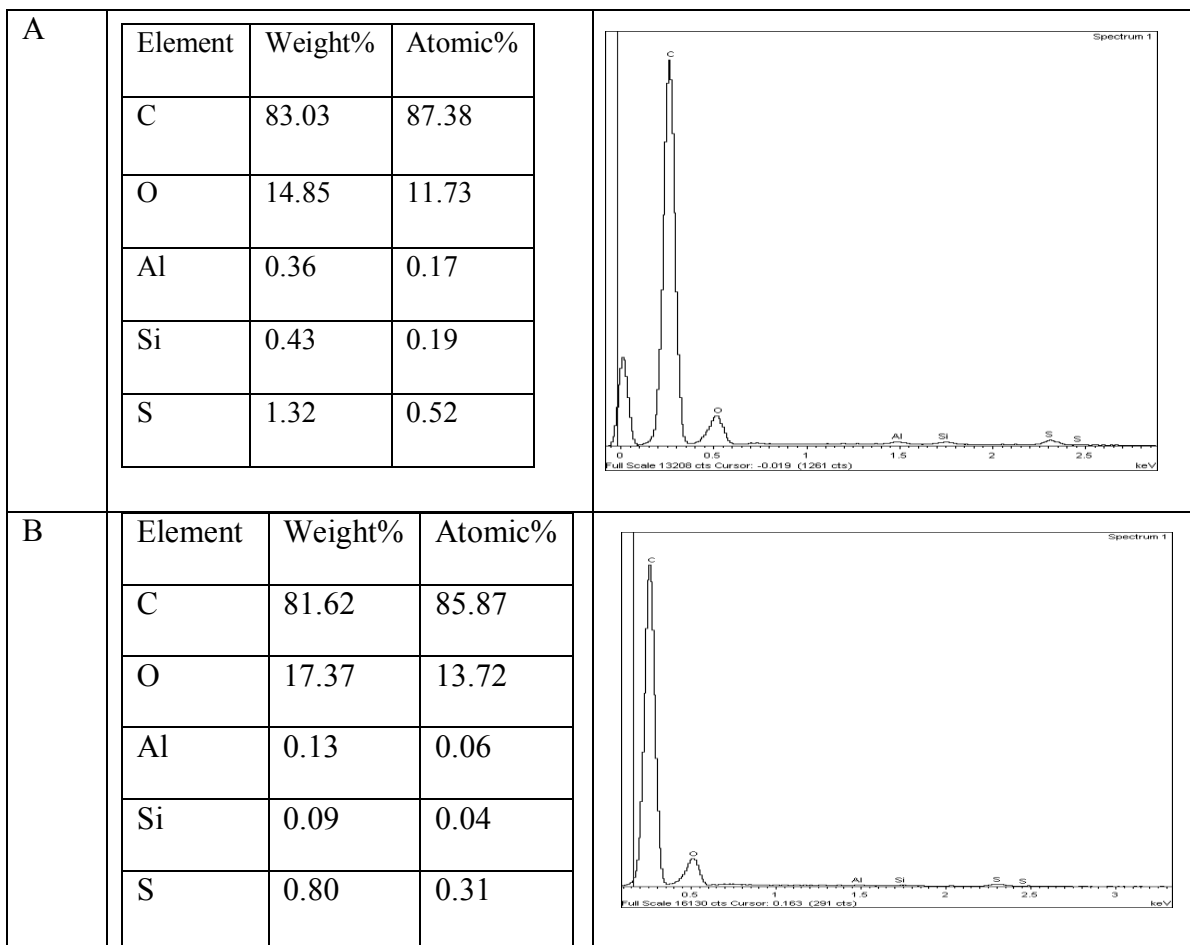 A
Element Weight% Atomic%
C 83.03 87.38
O 14.85 11.73
Al 0.36 0.17
Si 0.43 0.19
S 1.32 0.52
Spectrum 1
C
O
Al Si S S
0 0.5 1 1.5 2 2.5
Full Scale 13208 cts Cursor: -0.019 (1261 cts) keV
B
Element Weight% Atomic%
C 81.62 85.87
O 17.37 13.72
Al 0.13 0.06
Si 0.09 0.04
S 0.80 0.31
Spectrum 1
C
O
Al Si S S
0.5 1 1.5 2 2.5 3
Full Scale 16130 cts Cursor: 0.163 (291 cts) keV